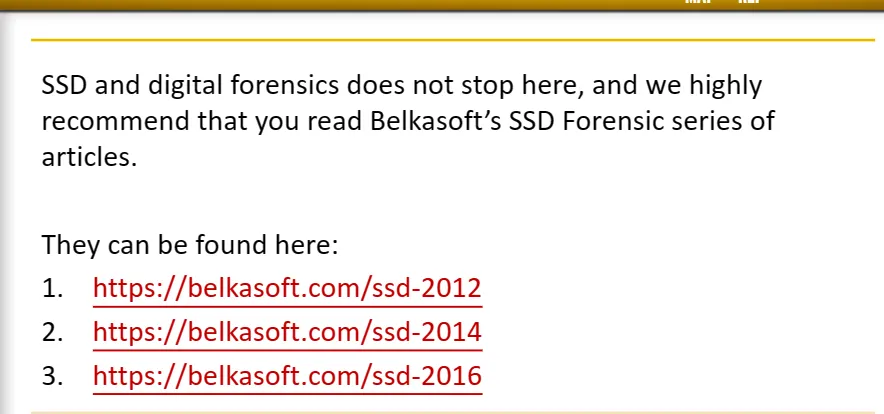 SSD and digital forensics does not stop here, and we highly
recommend that you read Belkasoft’s SSD Forensic series of
articles.
They can be found here:
1. https://belkasoft.com/ssd-2012
2. https://belkasoft.com/ssd-2014
3. https://belkasoft.com/ssd-2016